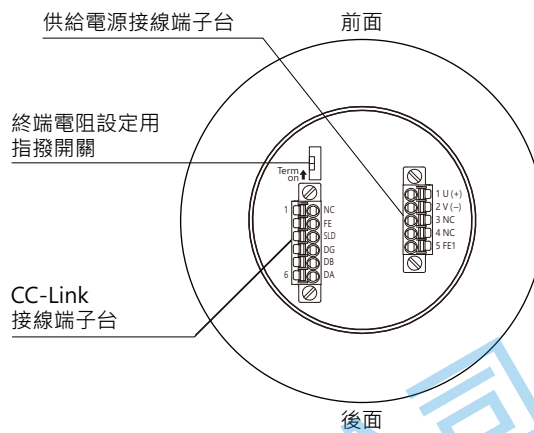 供給電源接線端子台
前面
終端電阻設定用
指撥開關
Term
on
1 U (+)
2 V (−)
3 NC
4 NC
5 FE1
1
NC
FE
SLD
DG
DB
6
DA
CC-Link
接線端子台
後面
司